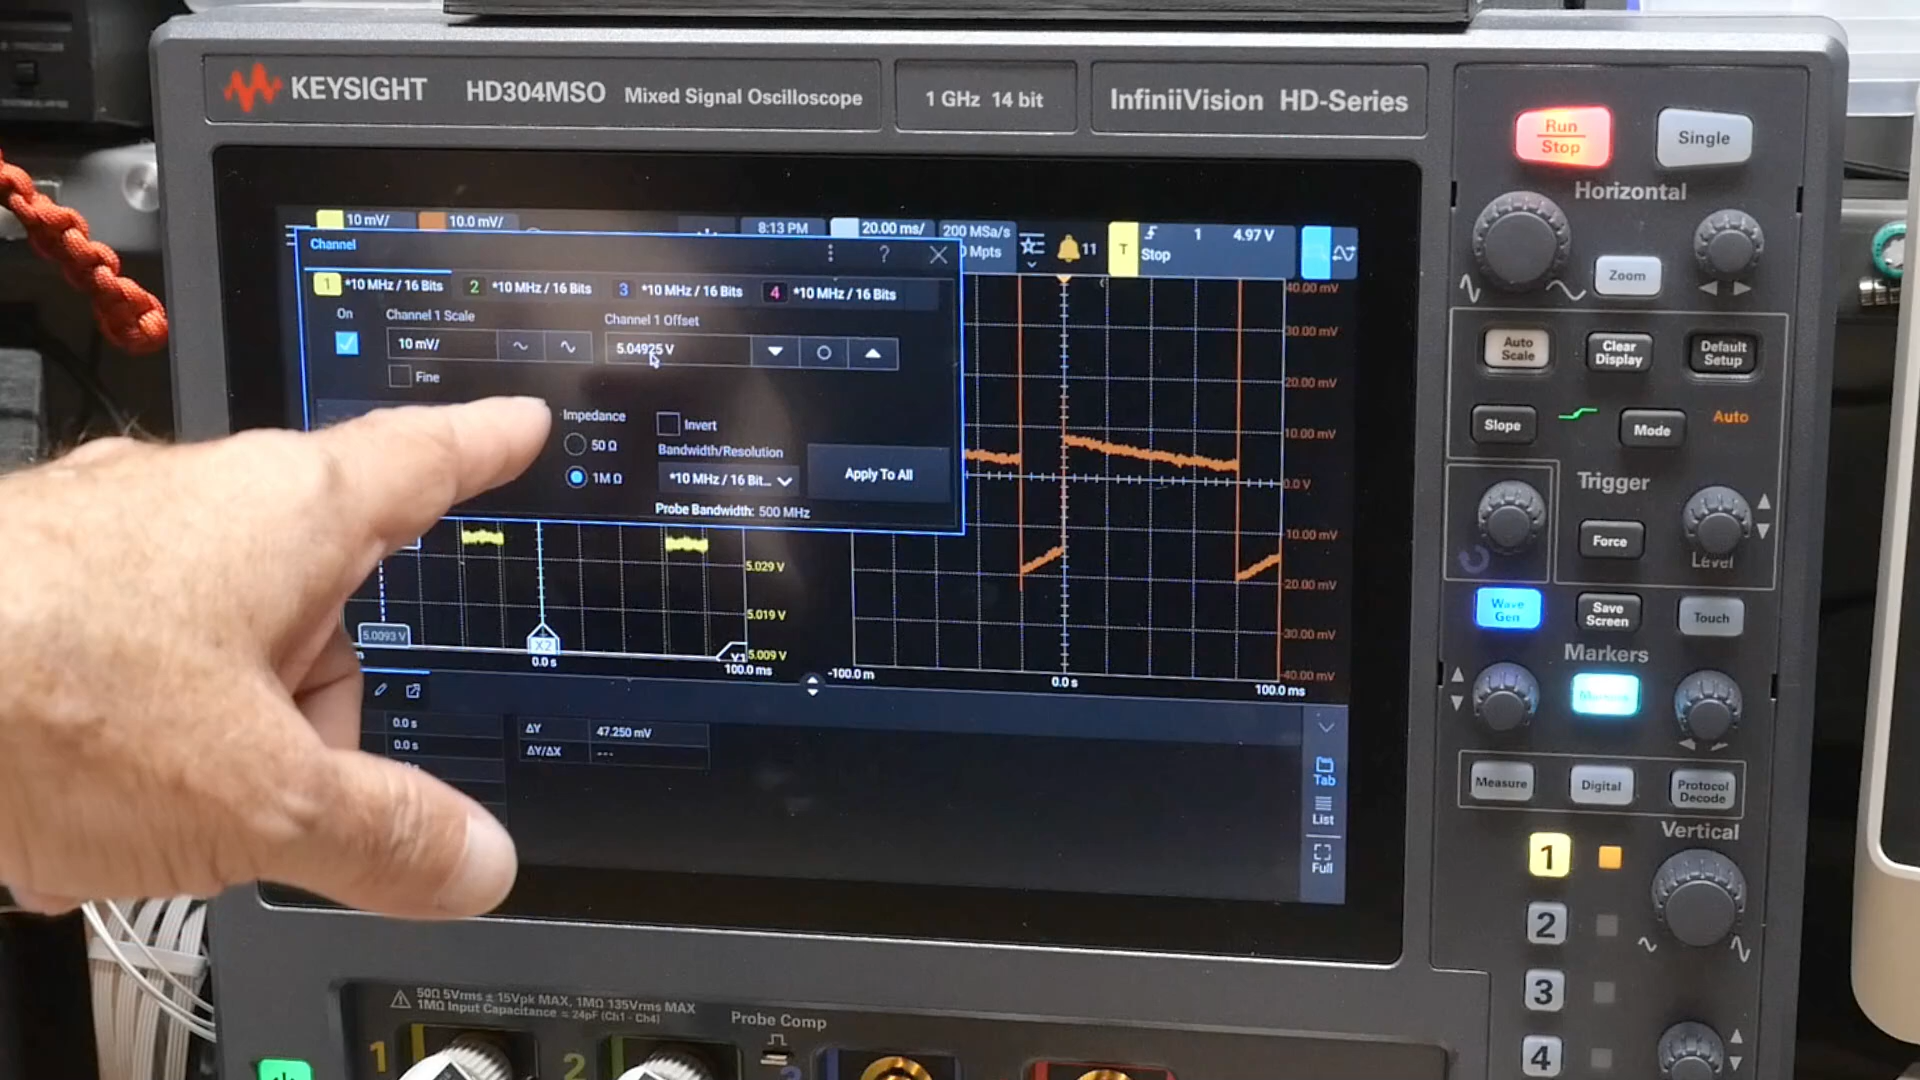 KEYSIGHT HD304MSO Mixed Signal Oscilloscope 1 GHz 14 bit InfiniiVision HD-Series
Run
Stop
Single
Horizontal
Zoom
10 mV/ 10.0 mV/ 8:13 PM 20.00 ms/ 200 MSa/s
Mpts
11
T 1 4.97 V
Stop
Channel
?
1 *10 MHz / 16 Bits 2 *10 MHz / 16 Bits 3 *10 MHz / 16 Bits 4 *10 MHz / 16 Bits
On Channel 1 Scale Channel 1 Offset
10 mV/ 5.04925 V
Fine
Impedance Invert
50 Ω Bandwidth/Resolution
1M Ω *10 MHz / 16 Bit... Apply To All
Probe Bandwidth: 500 MHz
40.00 mV
30.00 mV
20.00 mV
10.00 mV
0.0 V
10.00 mV
20.00 mV
30.00 mV
40.00 mV
5.029 V
5.019 V
5.009 V
5.0093 V X2 Y1
0.0 s 100.0 ms -100.0 m 0.0 s 100.0 ms
0.0 s ΔY 47.250 mV
0.0 s ΔY/ΔX ---
Tab
List
Full
Auto
Scale
Clear
Display
Default
Setup
Slope Mode Auto
Trigger
Force Level
Wave
Gen
Save
Screen
Touch
Markers
Markers
Measure Digital Protocol
Decode
Vertical
1
2
3
4
50Ω 5Vrms ± 15Vpk MAX, 1MΩ 135Vrms MAX
1MΩ Input Capacitance ≈ 24pF (Ch1 - Ch4)
Probe Comp
1 2